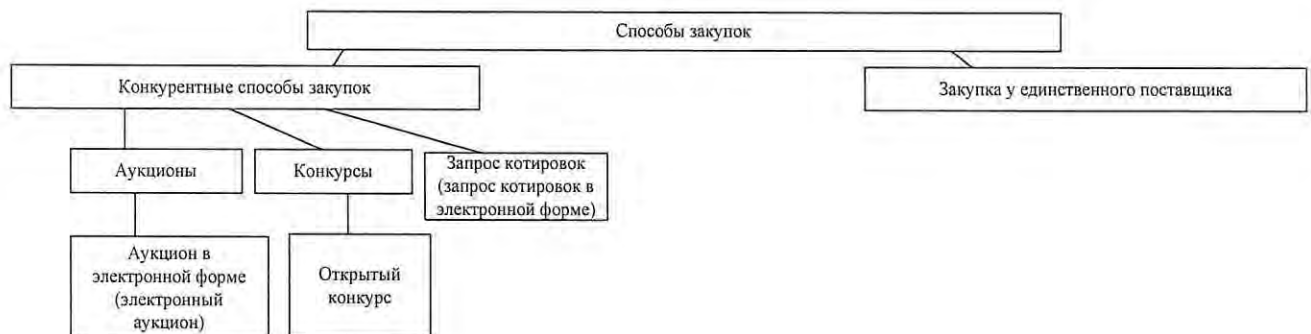 Способы закупок
Конкурентные способы закупок
Закупка у единственного поставщика
Аукционы
Конкурсы
Запрос котировок
(запрос котировок в
электронной форме)
Аукцион в
электронной форме
(электронный
аукцион)
Открытый
конкурс